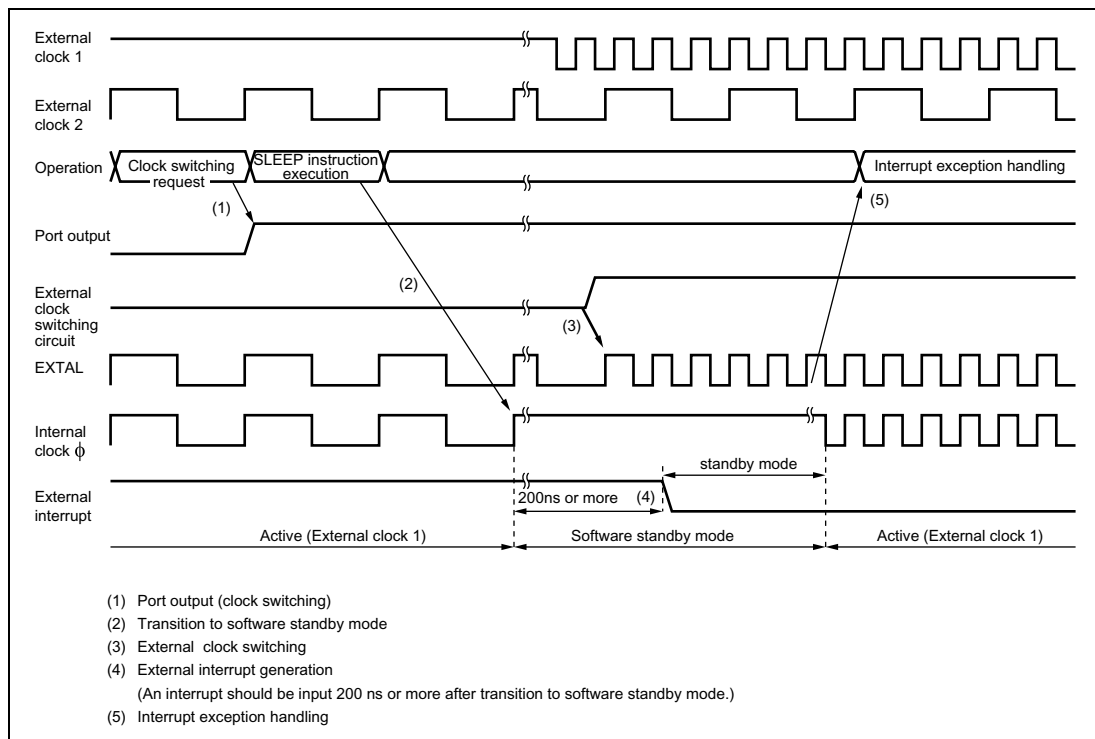 External
clock 1
External
clock 2
Operation
Clock switching
request
SLEEP instruction
execution
Interrupt exception handling
(1)
(5)
Port output
(2)
External
clock
switching
circuit
(3)
EXTAL
Internal
clock ϕ
standby mode
External
interrupt
200ns or more
(4)
Active (External clock 1)
Software standby mode
Active (External clock 1)
(1) Port output (clock switching)
(2) Transition to software standby mode
(3) External clock switching
(4) External interrupt generation
(An interrupt should be input 200 ns or more after transition to software standby mode.)
(5) Interrupt exception handling